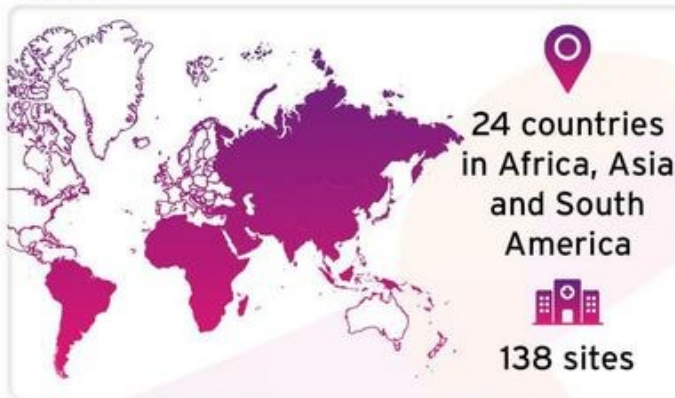 24 countries
in Africa, Asia
and South
America
138 sites